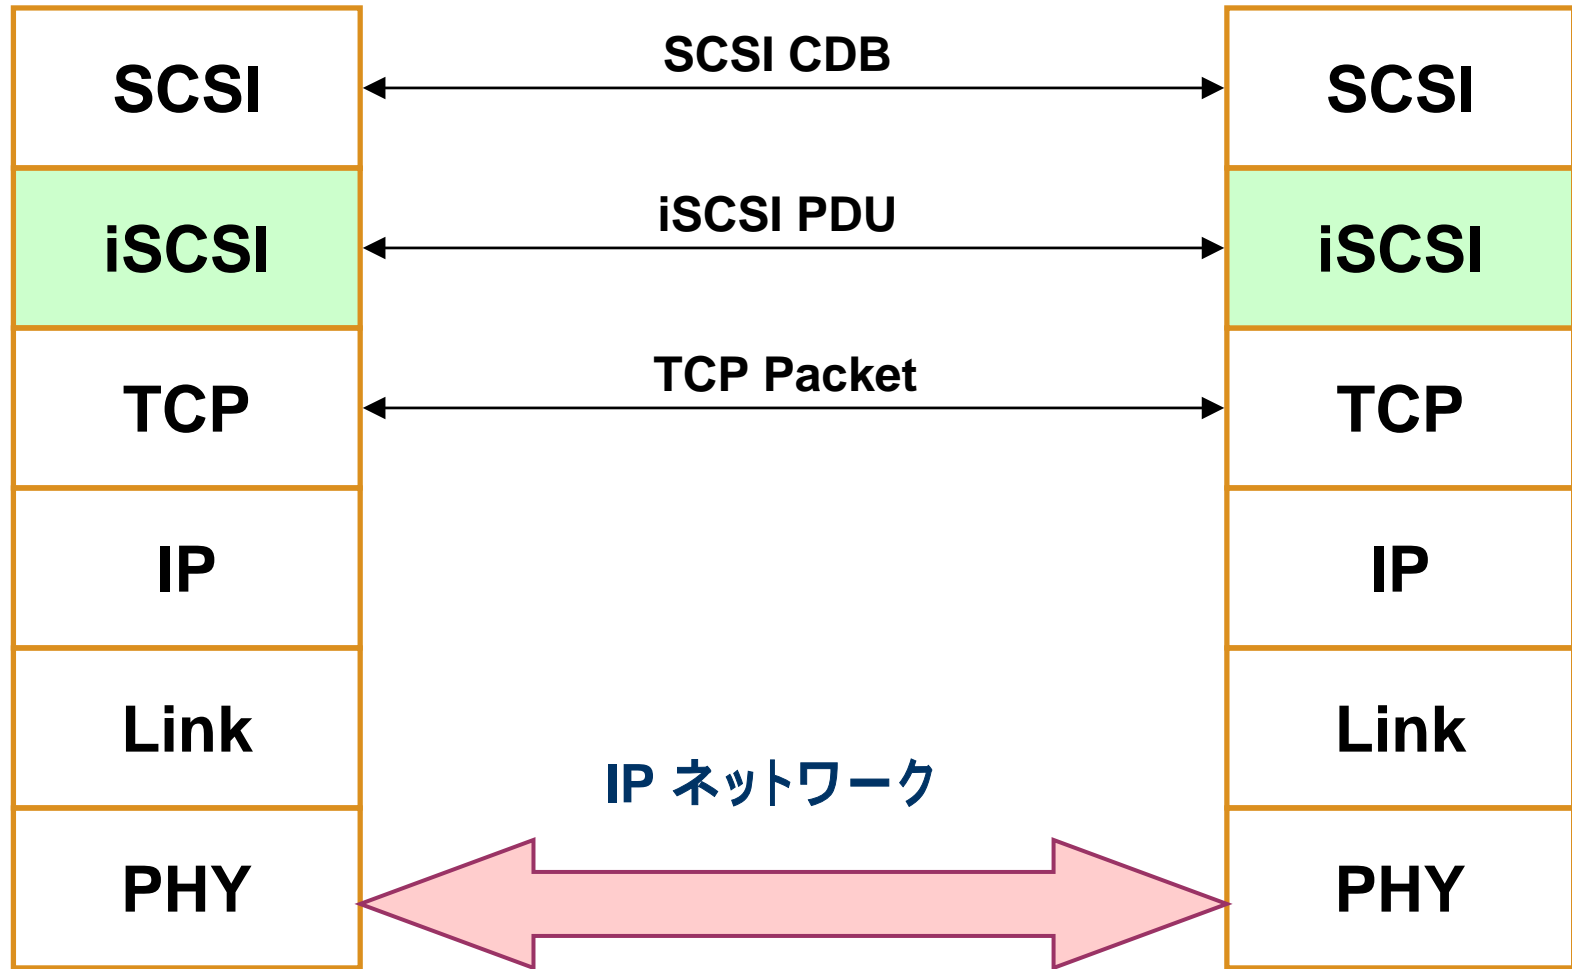 SCSI
SCSI CDB
SCSI
iSCSI
iSCSI PDU
iSCSI
TCP
TCP Packet
TCP
IP
IP
Link
Link
IP ネットワーク
PHY
PHY